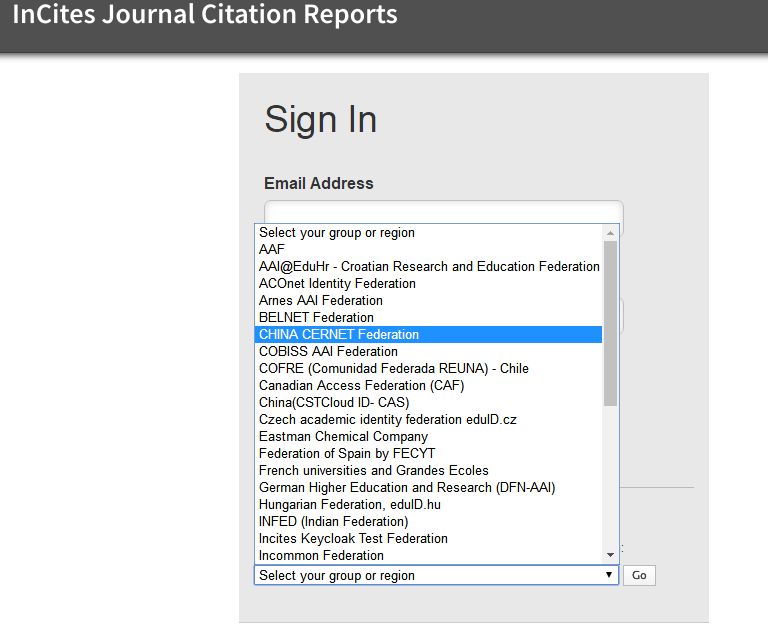 InCites Journal Citation Reports
Sign In
Email Address
Select your group or region
AAF
AAI@EduHr - Croatian Research and Education Federation
ACOnet Identity Federation
Arnes AAI Federation
BELNET Federation
CHINA CERNET Federation
COBISS AAI Federation
COFRE (Comunidad Federada REUNA) - Chile
Canadian Access Federation (CAF)
China(CSTCloud ID- CAS)
Czech academic identity federation eduID.cz
Eastman Chemical Company
Federation of Spain by FECYT
French universities and Grandes Ecoles
German Higher Education and Research (DFN-AAI)
Hungarian Federation, eduID.hu
INFED (Indian Federation)
Incites Keycloak Test Federation
Incommon Federation
:
Select your group or region
Go